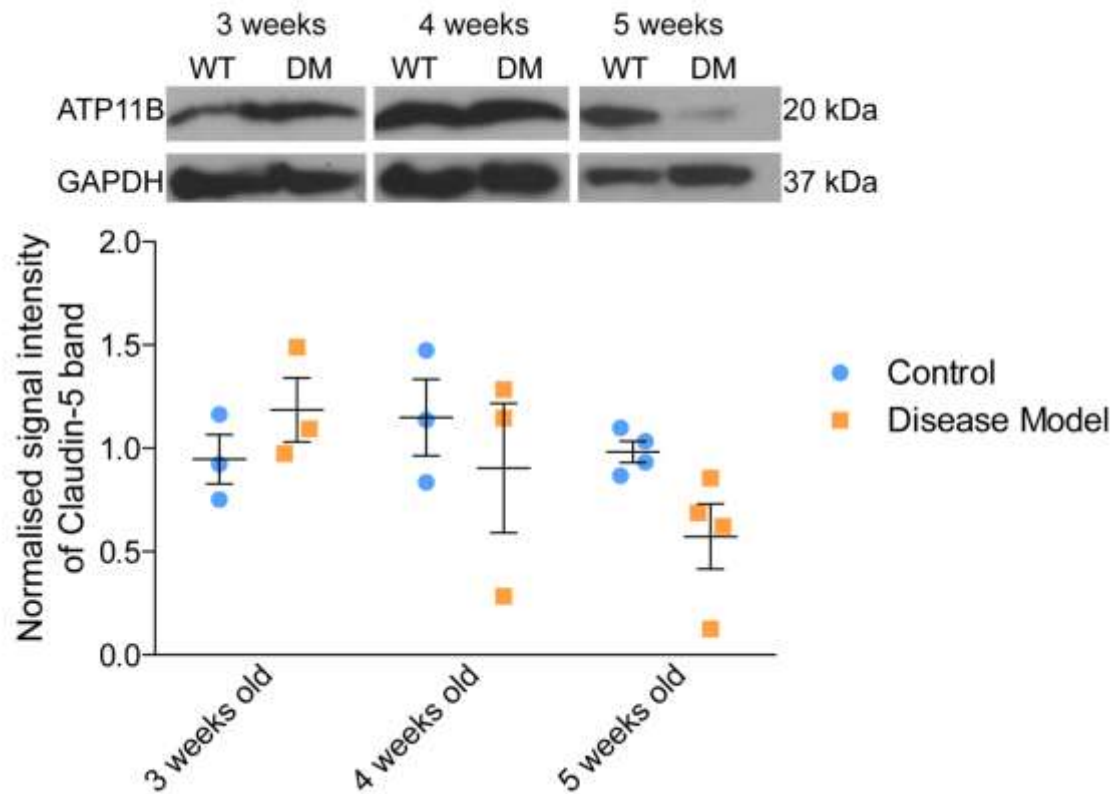 3 weeks 4 weeks 5 weeks
WT DM WT DM WT DM
ATP11B 20 kDa
GAPDH 37 kDa
Normalised signal intensity
of Claudin-5 band
2.0
1.5
1.0
0.5
0.0
3 weeks old
4 weeks old
5 weeks old
Control
Disease Model